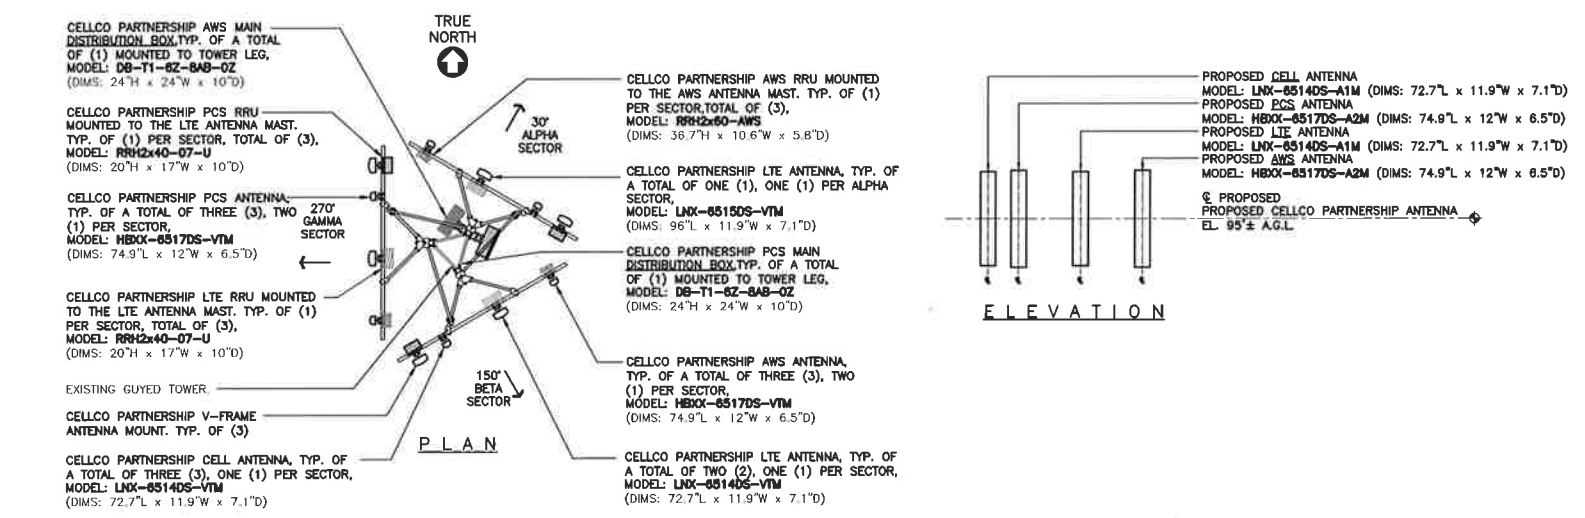 CELLCO PARTNERSHIP AWS MAIN
DISTRIBUTION BOX,TYP. OF A TOTAL
OF (1) MOUNTED TO TOWER LEG,
MODEL: DB-T1-6Z-8AB-0Z
(DIMS: 24"H x 24"W x 10"D)
CELLCO PARTNERSHIP PCS RRU
MOUNTED TO THE LTE ANTENNA MAST.
TYP. OF (1) PER SECTOR, TOTAL OF (3),
MODEL: RRH2x40-07-U
(DIMS: 20"H x 17"W x 10"D)
CELLCO PARTNERSHIP PCS ANTENNA,
TYP. OF A TOTAL OF THREE (3), TWO
(1) PER SECTOR,
MODEL: HBXX-6517DS-VTM
(DIMS: 74.9"L x 12"W x 6.5"D)
CELLCO PARTNERSHIP LTE RRU MOUNTED
TO THE LTE ANTENNA MAST. TYP. OF (1)
PER SECTOR, TOTAL OF (3),
MODEL: RRH2x40-07-U
(DIMS: 20"H x 17"W x 10"D)
EXISTING GUYED TOWER
CELLCO PARTNERSHIP V-FRAME
ANTENNA MOUNT. TYP. OF (3)
CELLCO PARTNERSHIP CELL ANTENNA, TYP. OF
A TOTAL OF THREE (3), ONE (1) PER SECTOR,
MODEL: LNX-6514DS-VTM
(DIMS: 72.7"L x 11.9"W x 7.1"D)
TRUE
NORTH
30°
ALPHA
SECTOR
270°
GAMMA
SECTOR
150°
BETA
SECTOR
PLAN
CELLCO PARTNERSHIP AWS RRU MOUNTED
TO THE AWS ANTENNA MAST. TYP. OF (1)
PER SECTOR,TOTAL OF (3),
MODEL: RRH2x60-AWS
(DIMS: 36.7"H x 10.6"W x 5.8"D)
CELLCO PARTNERSHIP LTE ANTENNA, TYP. OF
A TOTAL OF ONE (1), ONE (1) PER ALPHA
SECTOR,
MODEL: LNX-6515DS-VTM
(DIMS: 96"L x 11.9"W x 7.1"D)
CELLCO PARTNERSHIP PCS MAIN
DISTRIBUTION BOX,TYP. OF A TOTAL
OF (1) MOUNTED TO TOWER LEG,
MODEL: DB-T1-6Z-8AB-0Z
(DIMS: 24"H x 24"W x 10"D)
CELLCO PARTNERSHIP AWS ANTENNA,
TYP. OF A TOTAL OF THREE (3), TWO
(1) PER SECTOR,
MODEL: HBXX-6517DS-VTM
(DIMS: 74.9"L x 12"W x 6.5"D)
CELLCO PARTNERSHIP LTE ANTENNA, TYP. OF
A TOTAL OF TWO (2), ONE (1) PER SECTOR,
MODEL: LNX-6514DS-VTM
(DIMS: 72.7"L x 11.9"W x 7.1"D)
PROPOSED CELL ANTENNA
MODEL: LNX-6514DS-A1M (DIMS: 72.7"L x 11.9"W x 7.1"D)
PROPOSED PCS ANTENNA
MODEL: HBXX-6517DS-A2M (DIMS: 74.9"L x 12"W x 6.5"D)
PROPOSED LTE ANTENNA
MODEL: LNX-6514DS-A1M (DIMS: 72.7"L x 11.9"W x 7.1"D)
PROPOSED AWS ANTENNA
MODEL: HBXX-6517DS-A2M (DIMS: 74.9"L x 12"W x 6.5"D)
℄ PROPOSED
PROPOSED CELLCO PARTNERSHIP ANTENNA
EL. 95'± A.G.L.
ELEVATION